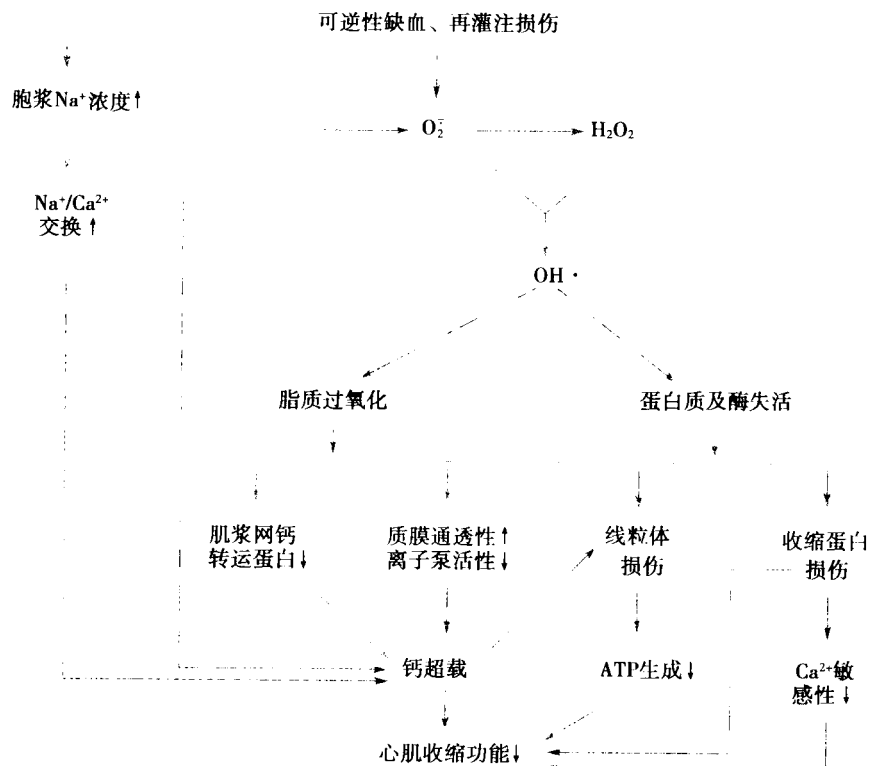 可逆性缺血、再灌注损伤
胞浆Na⁺浓度↑
O₂⁻
H₂O₂
Na⁺/Ca²⁺
交换↑
OH·
脂质过氧化
蛋白质及酶失活
肌浆网钙
转运蛋白↓
质膜通透性↑
离子泵活性↓
线粒体
损伤
收缩蛋白
损伤
钙超载
ATP生成↓
Ca²⁺敏
感性↓
心肌收缩功能↓